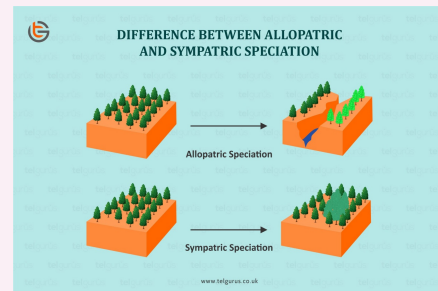 DIFFERENCE BETWEEN ALLOPATRIC
AND SYMPATRIC SPECIATION
Allopatric Speciation
Sympatric Speciation
www.telgurus.co.uk